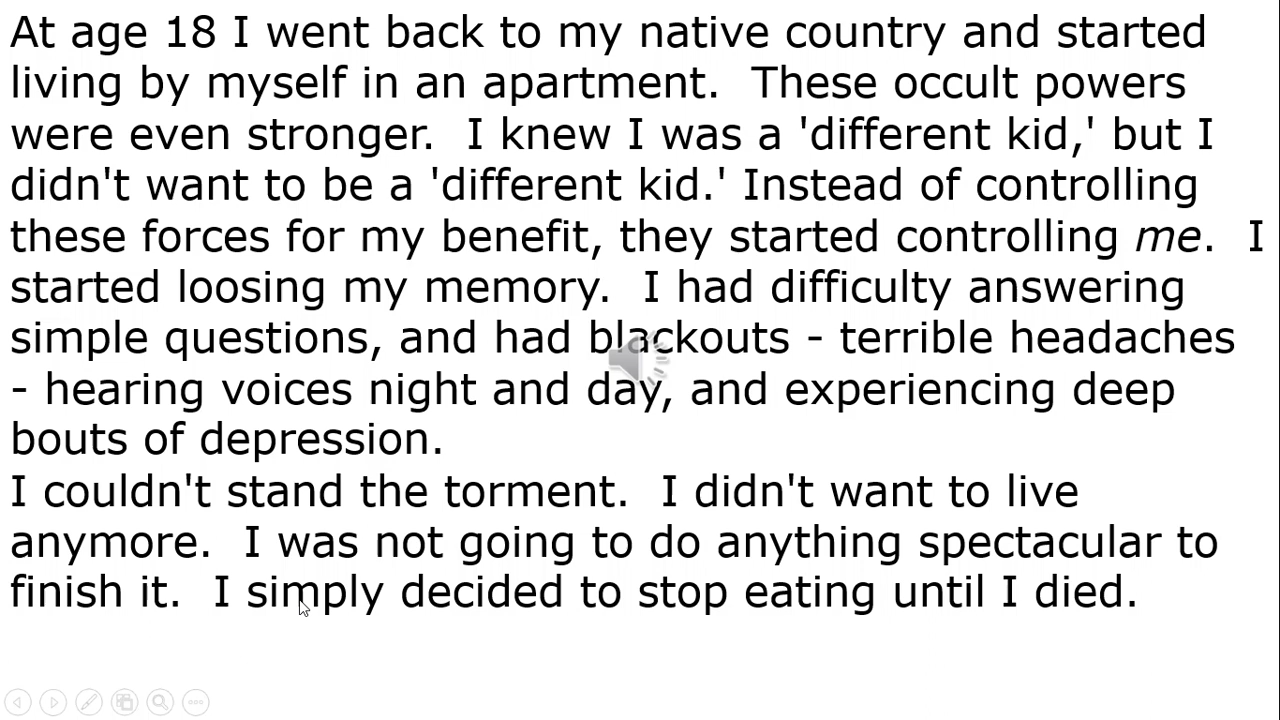 At age 18 I went back to my native country and started
living by myself in an apartment.  These occult powers
were even stronger.  I knew I was a 'different kid,' but I
didn't want to be a 'different kid.' Instead of controlling
these forces for my benefit, they started controlling me.  I
started loosing my memory.  I had difficulty answering
simple questions, and had blackouts - terrible headaches
- hearing voices night and day, and experiencing deep
bouts of depression.
I couldn't stand the torment.  I didn't want to live
anymore.  I was not going to do anything spectacular to
finish it.  I simply decided to stop eating until I died.